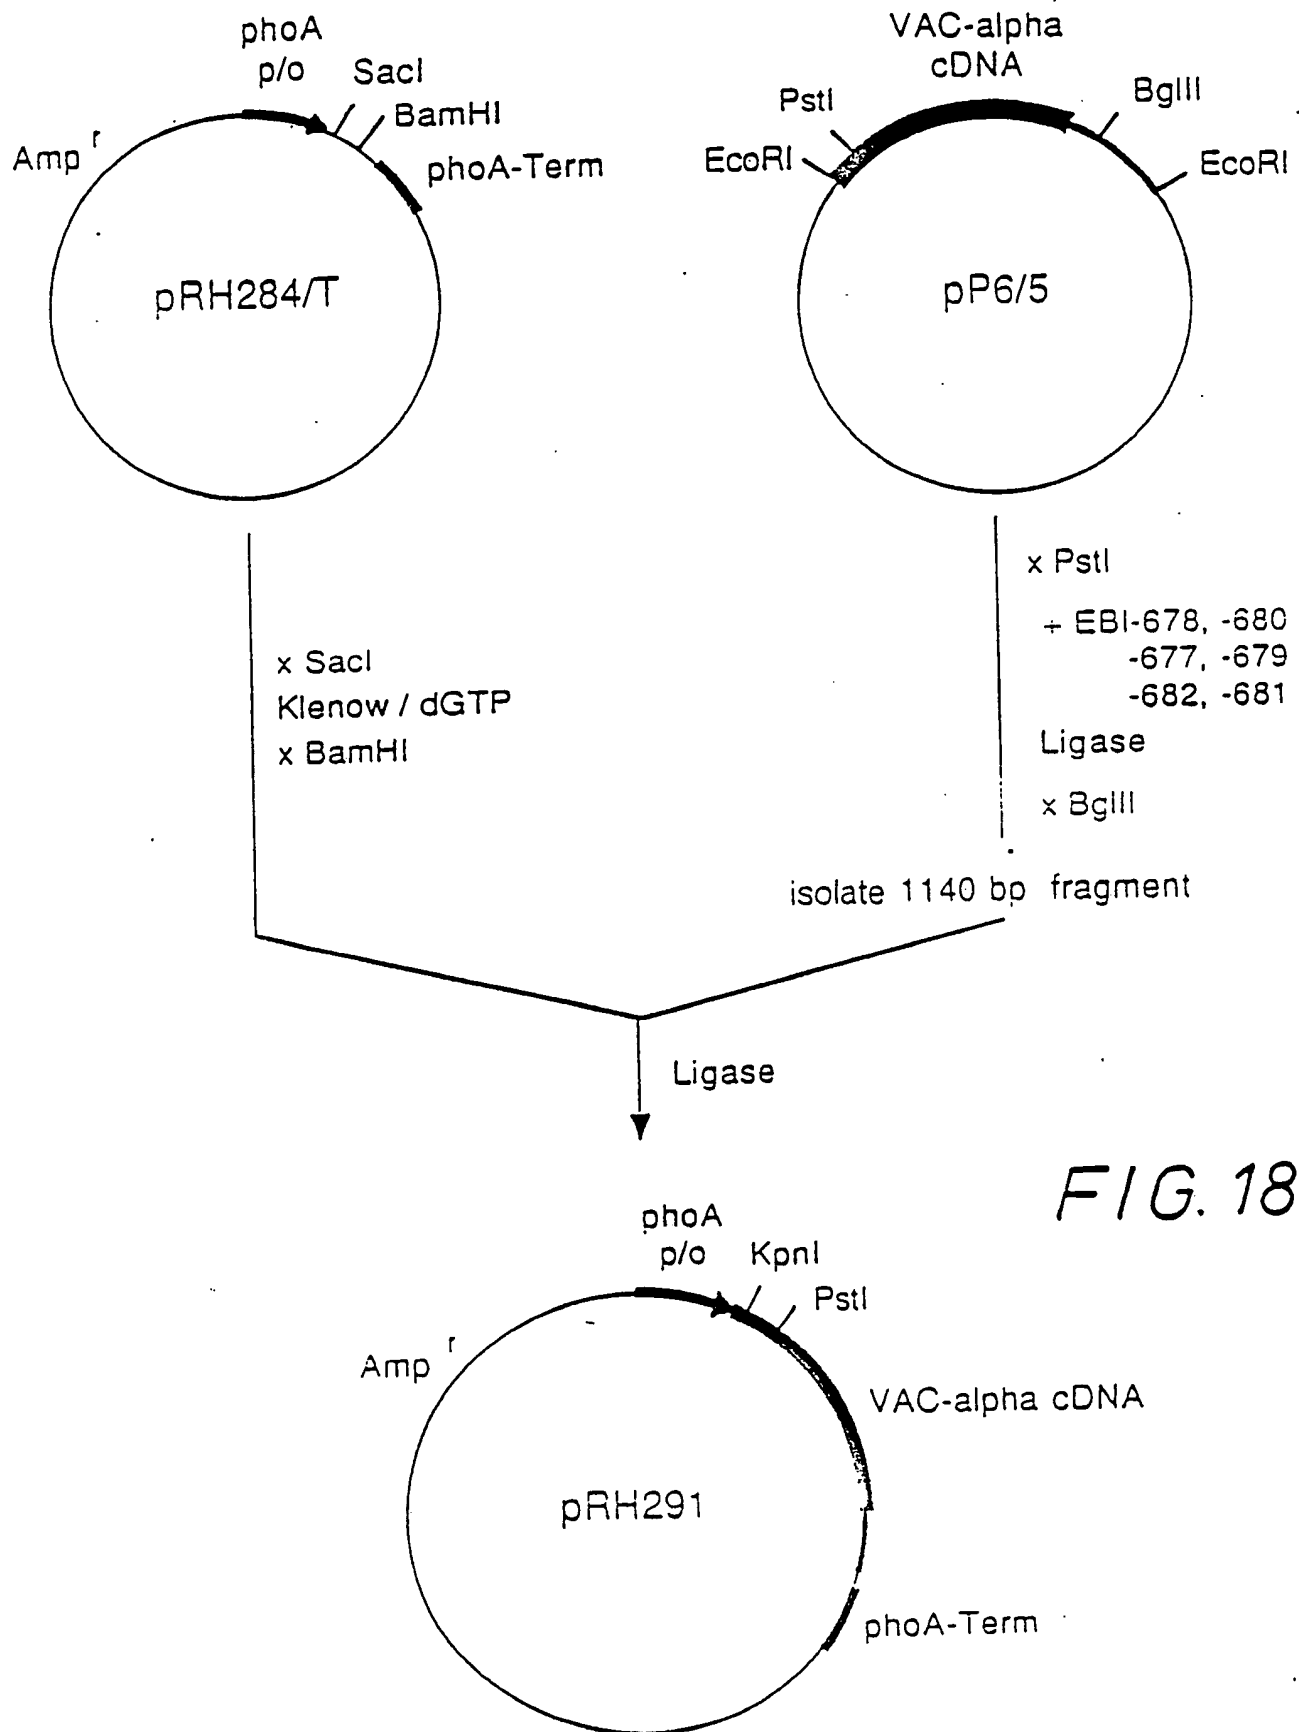 phoA
p/o
SacI
BamHI
Amp r
phoA-Term
pRH284/T
VAC-alpha
cDNA
PstI
BglII
EcoRI
EcoRI
pP6/5
x SacI
Klenow / dGTP
x BamHI
x PstI
+ EBI-678, -680
-677, -679
-682, -681
Ligase
x BglII
isolate 1140 bp fragment
Ligase
FIG. 18
phoA
p/o
KpnI
PstI
Amp r
VAC-alpha cDNA
pRH291
phoA-Term